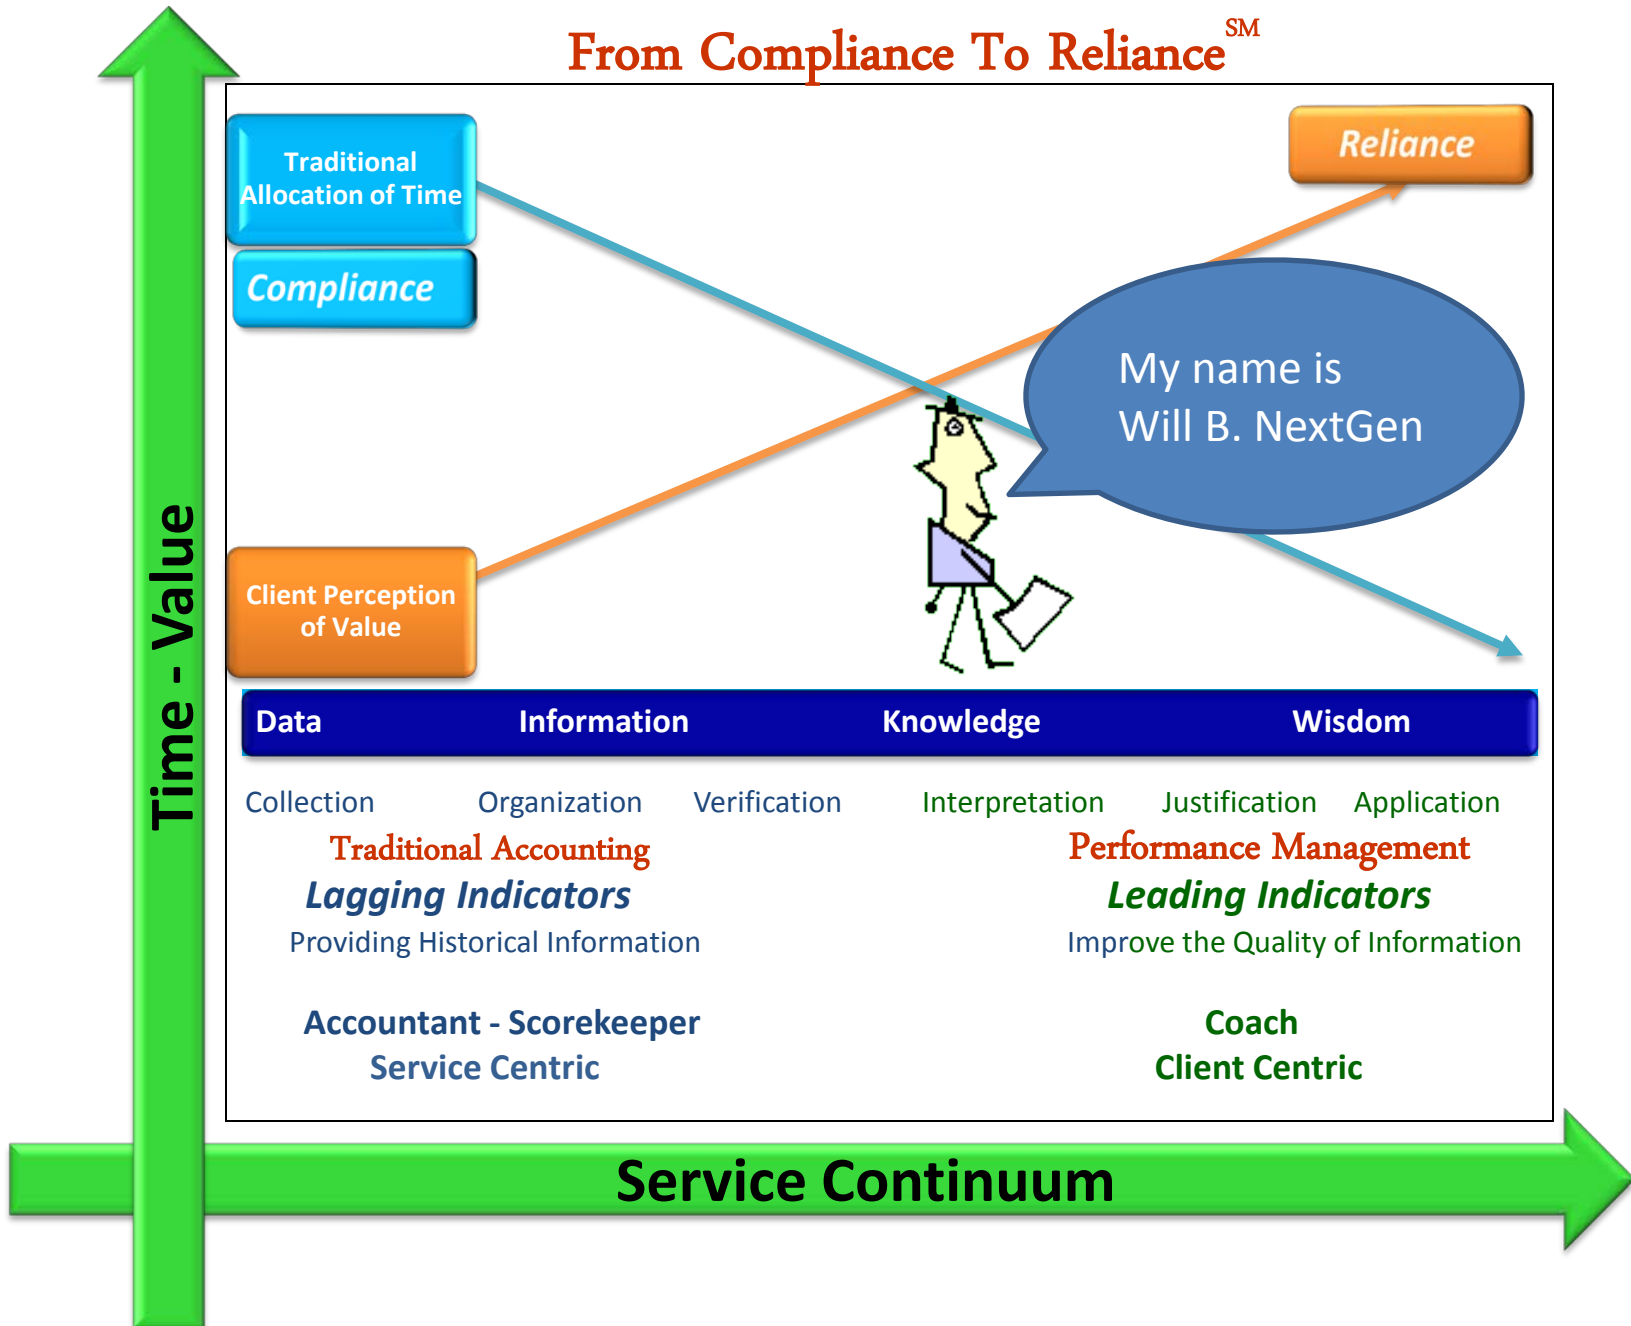 From Compliance To Reliance SM
Traditional
Allocation of Time
Compliance
Reliance
My name is
Will B. NextGen
Client Perception
of Value
Time - Value
Data Information Knowledge Wisdom
Collection Organization Verification Interpretation Justification Application
Traditional Accounting
Lagging Indicators
Providing Historical Information
Accountant - Scorekeeper
Service Centric
Performance Management
Leading Indicators
Improve the Quality of Information
Coach
Client Centric
Service Continuum